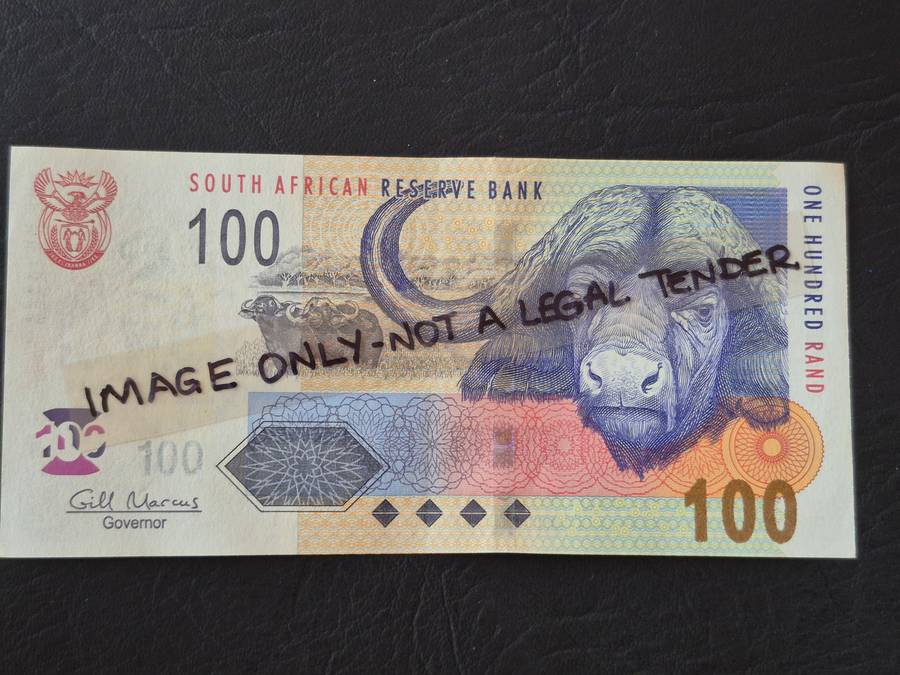 SOUTH AFRICAN RESERVE BANK
100
ONE HUNDRED RAND
IMAGE ONLY-NOT A LEGAL TENDER
100
100
Gill Marcus
Governor
100